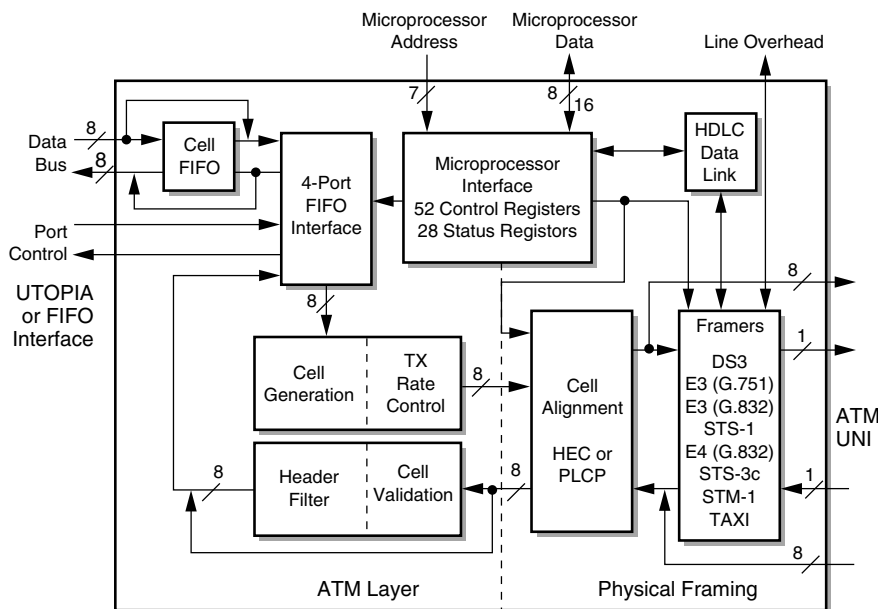 Microprocessor
Address
Microprocessor
Data
Line Overhead
7
8
16
Data
Bus
8
8
Cell
FIFO
4-Port
FIFO
Interface
Microprocessor
Interface
52 Control Registers
28 Status Registors
HDLC
Data
Link
Port
Control
UTOPIA
or FIFO
Interface
8
8
1
Cell
Generation
TX
Rate
Control
8
Cell
Alignment
HEC or
PLCP
Framers
DS3
E3 (G.751)
E3 (G.832)
STS-1
E4 (G.832)
STS-3c
STM-1
TAXI
ATM
UNI
8
Header
Filter
Cell
Validation
8
1
8
ATM Layer
Physical Framing